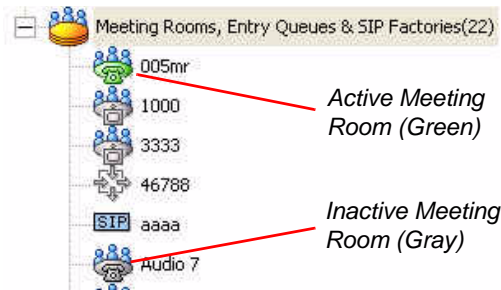 Meeting Rooms, Entry Queues & SIP Factories(22)
005mr
1000
3333
46788
SIP aaaa
Audio 7
Active Meeting
Room (Green)
Inactive Meeting
Room (Gray)